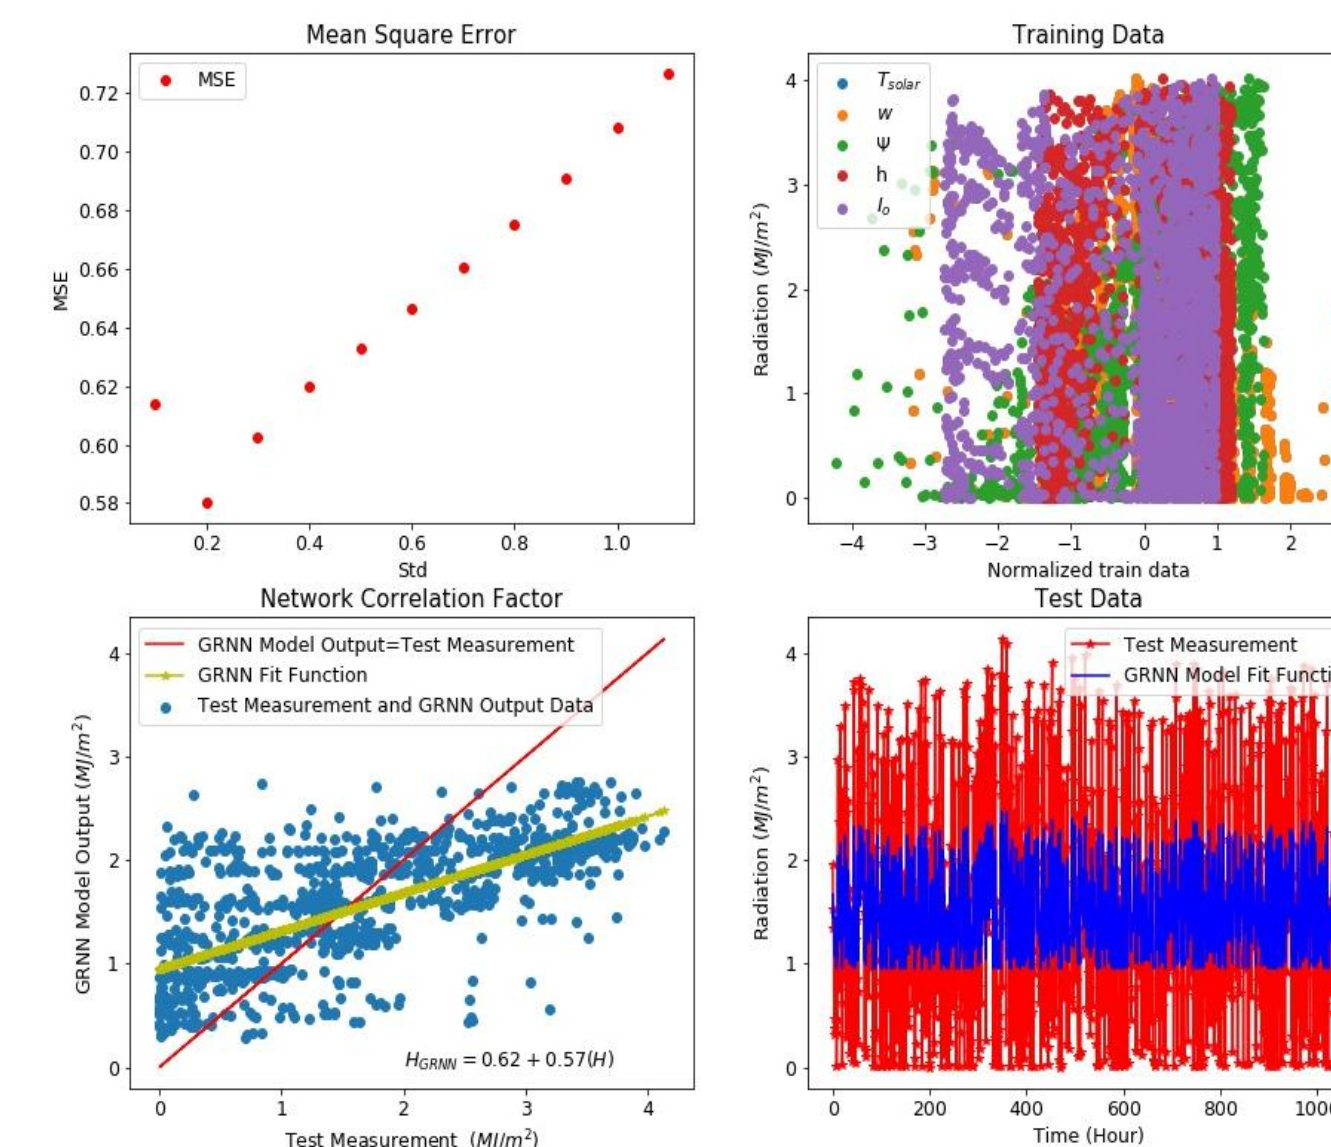 Mean Square Error
MSE
0.72
0.70
0.68
0.66
0.64
0.62
0.60
0.58
MSE
0.2 0.4 0.6 0.8 1.0
Std
Training Data
T_solar
w
Ψ
h
I_o
4
3
2
1
0
Radiation (MJ/m²)
−4 −3 −2 −1 0 1 2
Normalized train data
Network Correlation Factor
GRNN Model Output=Test Measurement
GRNN Fit Function
Test Measurement and GRNN Output Data
4
3
2
1
0
GRNN Model Output (MJ/m²)
H_GRNN = 0.62 + 0.57(H)
0 1 2 3 4
Test Measurement (MJ/m²)
Test Data
Test Measurement
GRNN Model Fit Functi
4
3
2
1
0
Radiation (MJ/m²)
0 200 400 600 800 100
Time (Hour)